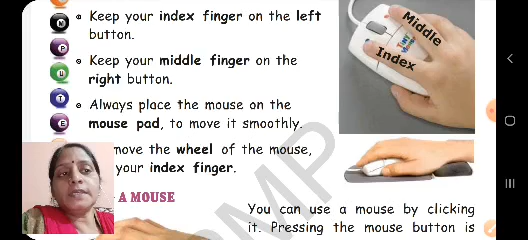 Keep your index finger on the left
button.
Keep your middle finger on the
right button.
Always place the mouse on the
mouse pad, to move it smoothly.
move the wheel of the mouse,
your index finger.
A MOUSE
You can use a mouse by clicking
it. Pressing the mouse button is
Middle
Index
M
P
U
T
E
MP